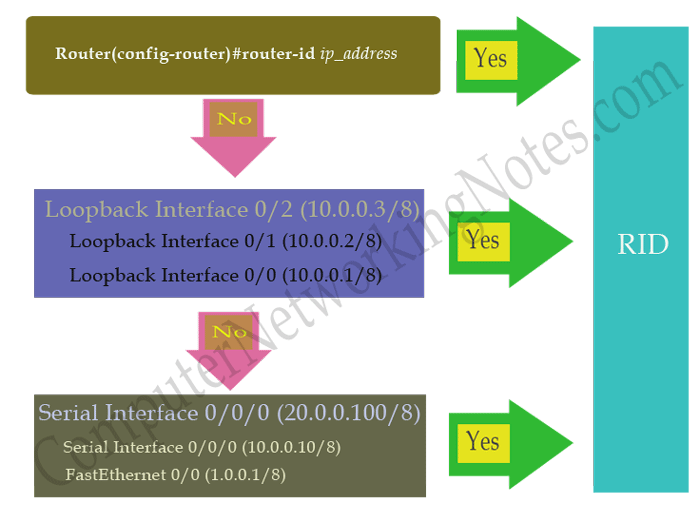 Router(config-router)#router-id ip_address
Yes
No
Loopback Interface 0/2 (10.0.0.3/8)
Loopback Interface 0/1 (10.0.0.2/8)
Loopback Interface 0/0 (10.0.0.1/8)
Yes
RID
No
Serial Interface 0/0/0 (20.0.0.100/8)
Serial Interface 0/0/0 (10.0.0.10/8)
FastEthernet 0/0 (1.0.0.1/8)
Yes
ComputerNetworkingNotes.com